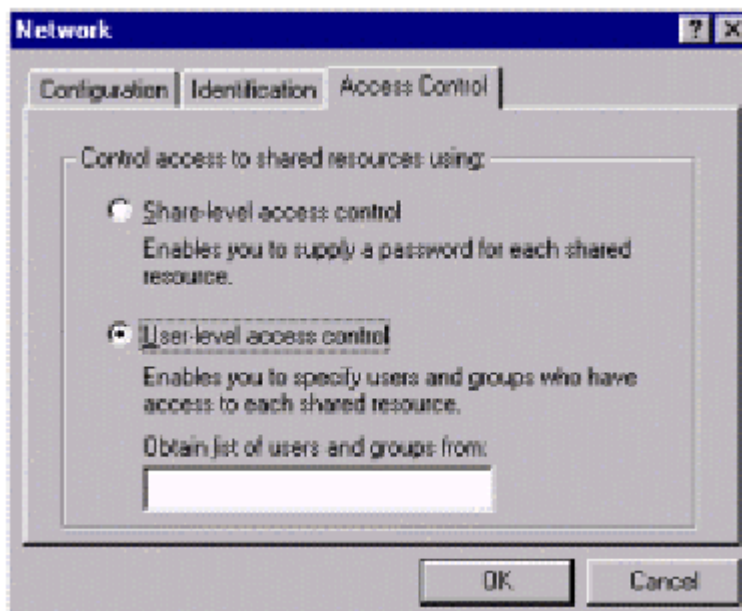 Network
Configuration Identification Access Control
Control access to shared resources using:
Share-level access control
Enables you to supply a password for each shared
resource.
User-level access control
Enables you to specify users and groups who have
access to each shared resource.
Obtain list of users and groups from:
OK Cancel